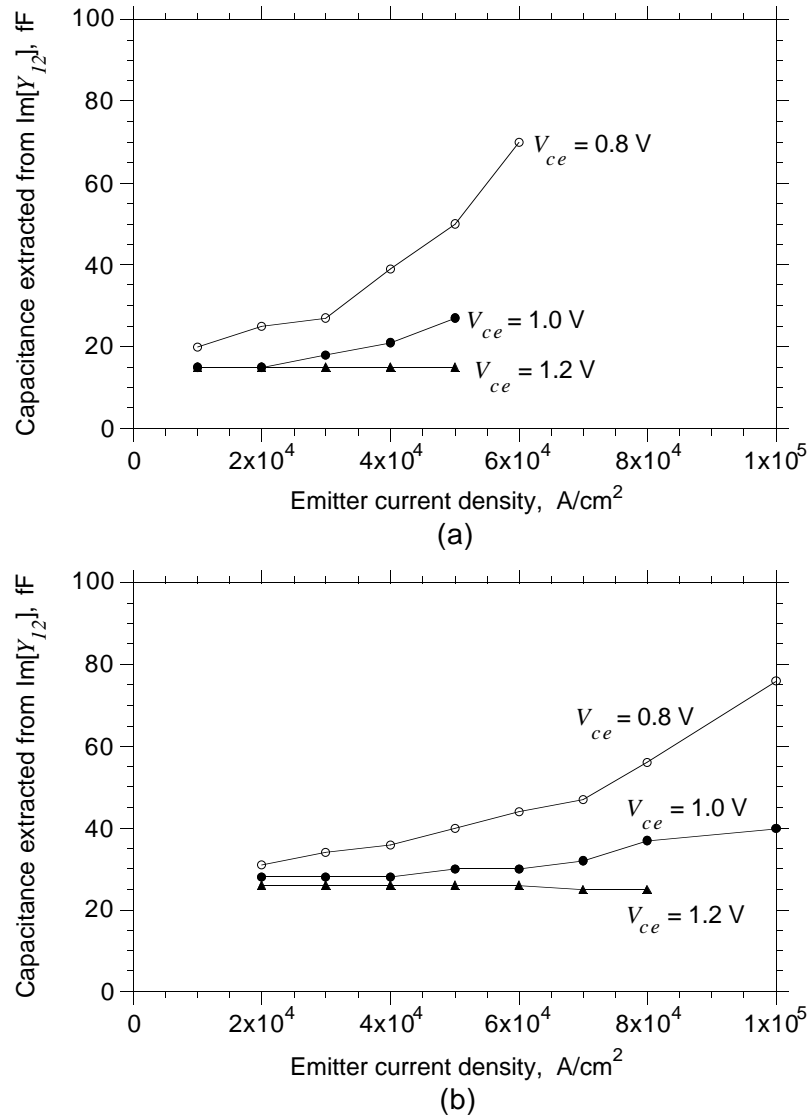 Capacitance extracted from Im[Y12], fF
100
80
60
40
20
0
Vce = 0.8 V
Vce = 1.0 V
Vce = 1.2 V
0 2x10^4 4x10^4 6x10^4 8x10^4 1x10^5
Emitter current density, A/cm^2
(a)
Capacitance extracted from Im[Y12], fF
100
80
60
40
20
0
Vce = 0.8 V
Vce = 1.0 V
Vce = 1.2 V
0 2x10^4 4x10^4 6x10^4 8x10^4 1x10^5
Emitter current density, A/cm^2
(b)